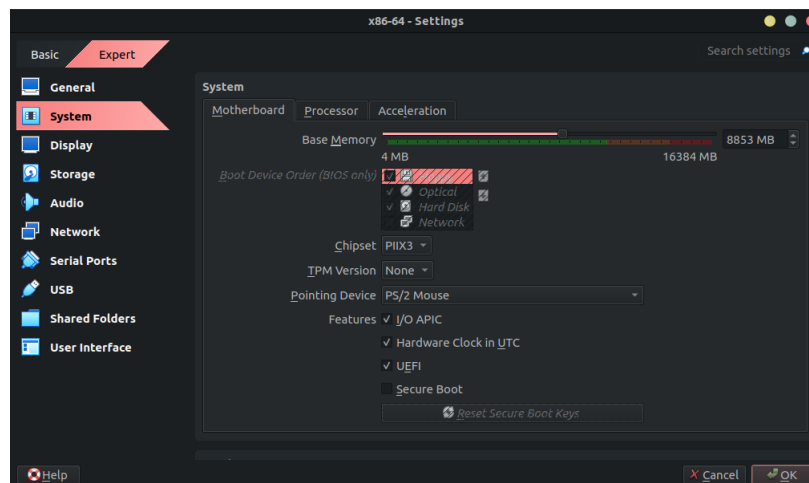 x86-64 - Settings
Basic
Expert
Search settings
General
System
Display
Storage
Audio
Network
Serial Ports
USB
Shared Folders
User Interface
System
Motherboard Processor Acceleration
Base Memory 8853 MB
4 MB 16384 MB
Boot Device Order (BIOS only)
Optical
Hard Disk
Network
Chipset PIIX3
TPM Version None
Pointing Device PS/2 Mouse
Features I/O APIC
Hardware Clock in UTC
UEFI
Secure Boot
Reset Secure Boot Keys
Help
Cancel
OK